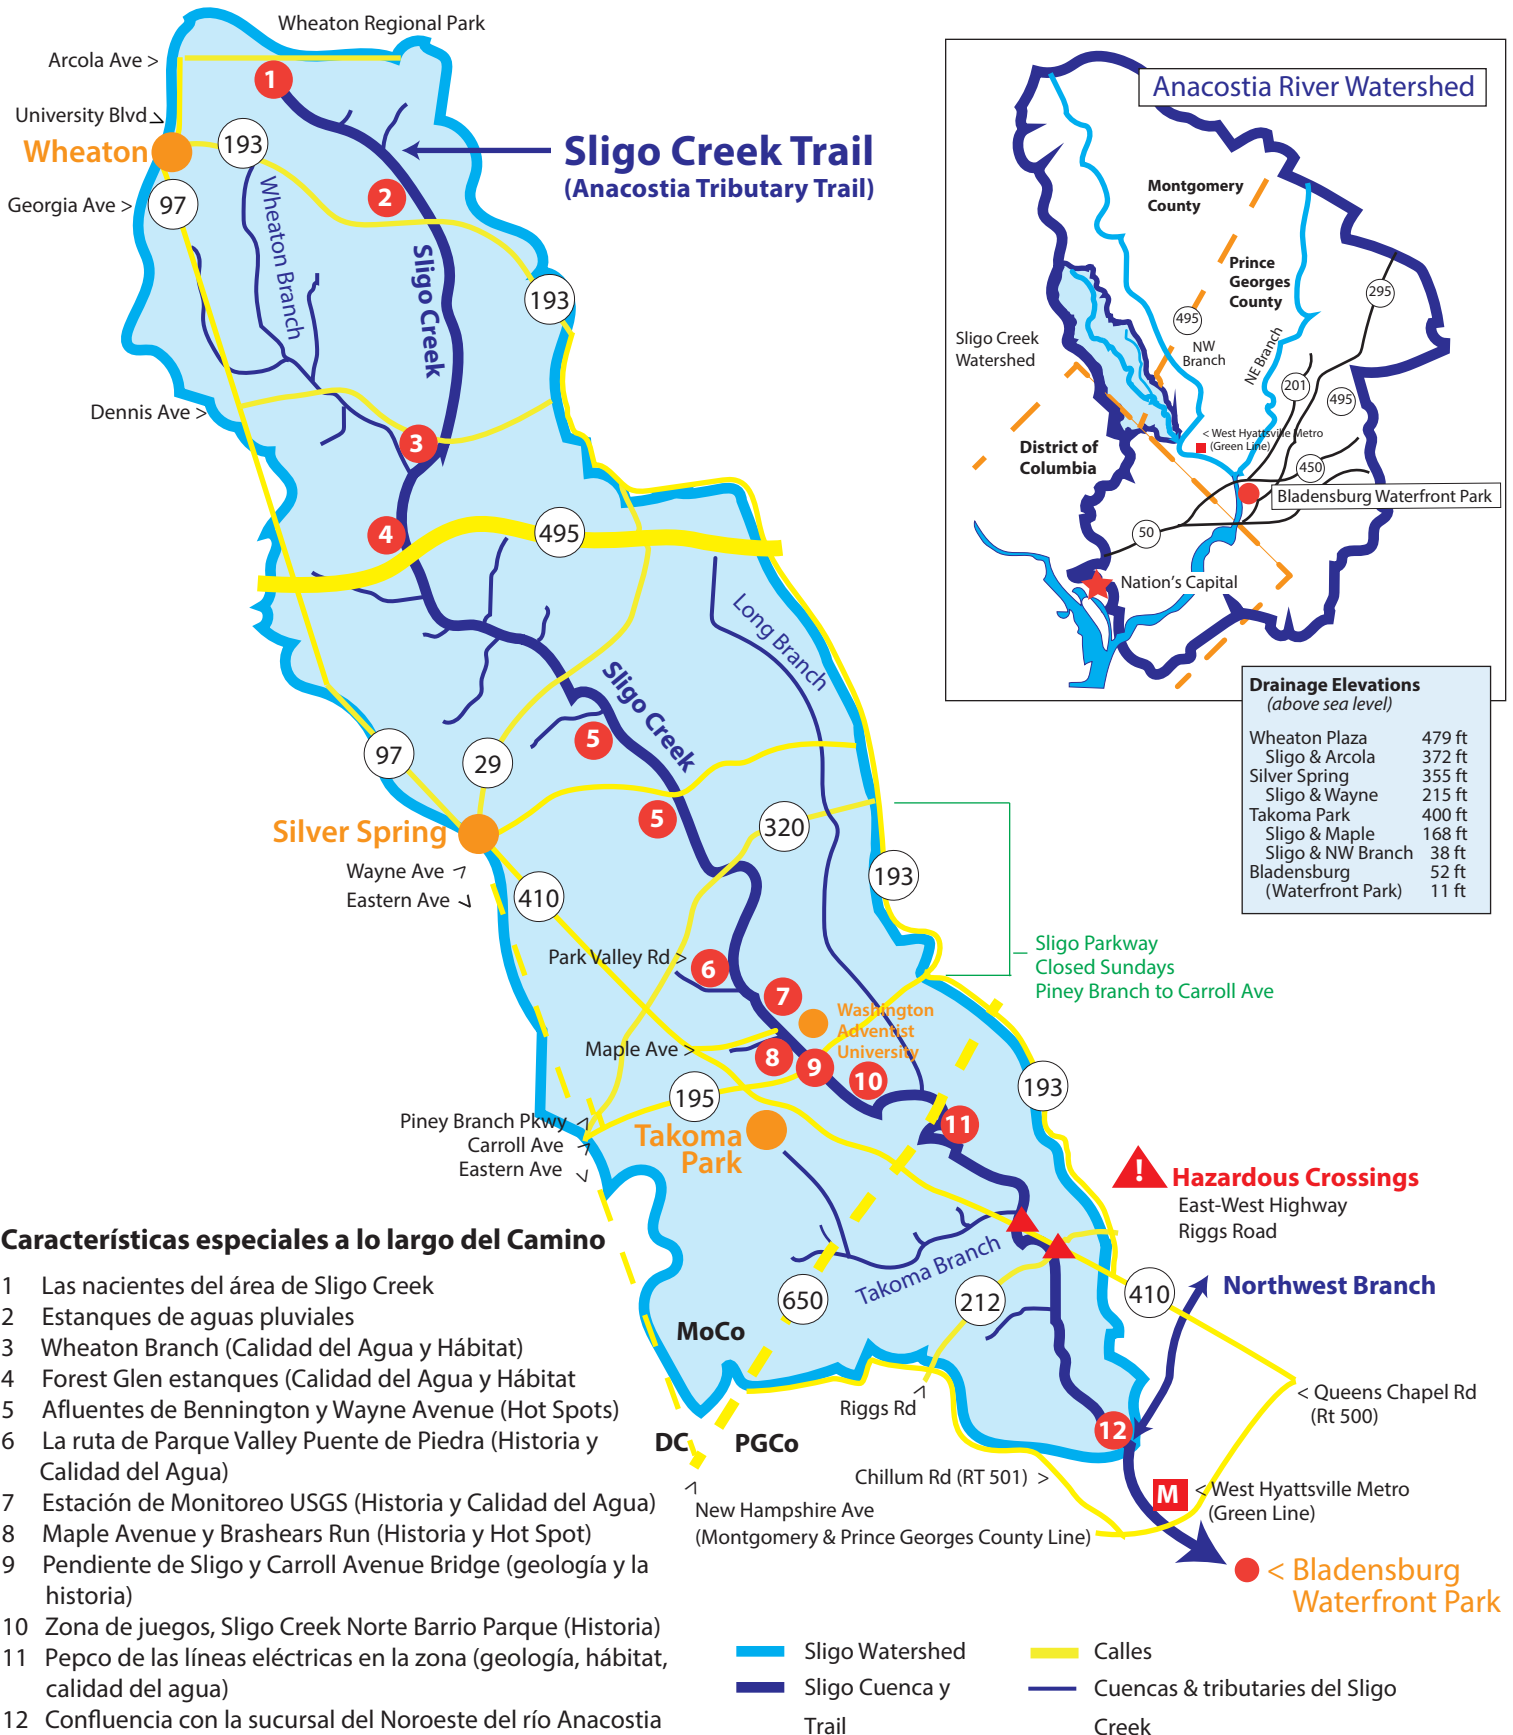 Wheaton Regional Park
Arcola Ave >
1
University Blvd
Wheaton
193
Sligo Creek Trail
(Anacostia Tributary Trail)
2
Georgia Ave >
97
Wheaton Branch
Sligo Creek
193
Dennis Ave >
3
4
495
Long Branch
Sligo Creek
5
97
29
5
Silver Spring
320
Wayne Ave >
Eastern Ave >
193
410
Sligo Parkway
Closed Sundays
Piney Branch to Carroll Ave
Park Valley Rd >
6
7
Washington
Adventist
University
Maple Ave >
8
9
10
193
195
Piney Branch Pkwy >
Carroll Ave >
Eastern Ave >
Takoma
Park
11
!
Hazardous Crossings
East-West Highway
Riggs Road
Takoma Branch
650
212
410
Northwest Branch
MoCo
< Queens Chapel Rd
(Rt 500)
Riggs Rd >
12
DC
PGCo
Chillum Rd (RT 501) >
M
< West Hyattsville Metro
(Green Line)
>
New Hampshire Ave
(Montgomery & Prince Georges County Line)
< Bladensburg
Waterfront Park
Anacostia River Watershed
Montgomery
County
Prince
Georges
County
295
495
Sligo Creek
Watershed
NW
Branch
NE Branch
201
495
< West Hyattsville Metro
(Green Line)
District of
Columbia
450
Bladensburg Waterfront Park
50
Nation's Capital
Drainage Elevations
(above sea level)
Wheaton Plaza 479 ft
Sligo & Arcola 372 ft
Silver Spring 355 ft
Sligo & Wayne 215 ft
Takoma Park 400 ft
Sligo & Maple 168 ft
Sligo & NW Branch 38 ft
Bladensburg 52 ft
(Waterfront Park) 11 ft
Características especiales a lo largo del Camino
1 Las nacientes del área de Sligo Creek
2 Estanques de aguas pluviales
3 Wheaton Branch (Calidad del Agua y Hábitat)
4 Forest Glen estanques (Calidad del Agua y Hábitat
5 Afluentes de Bennington y Wayne Avenue (Hot Spots)
6 La ruta de Parque Valley Puente de Piedra (Historia y
Calidad del Agua)
7 Estación de Monitoreo USGS (Historia y Calidad del Agua)
8 Maple Avenue y Brashears Run (Historia y Hot Spot)
9 Pendiente de Sligo y Carroll Avenue Bridge (geología y la
historia)
10 Zona de juegos, Sligo Creek Norte Barrio Parque (Historia)
11 Pepco de las líneas eléctricas en la zona (geología, hábitat,
calidad del agua)
12 Confluencia con la sucursal del Noroeste del río Anacostia
Sligo Watershed
Sligo Cuenca y
Trail
Calles
Cuencas & tributaries del Sligo
Creek